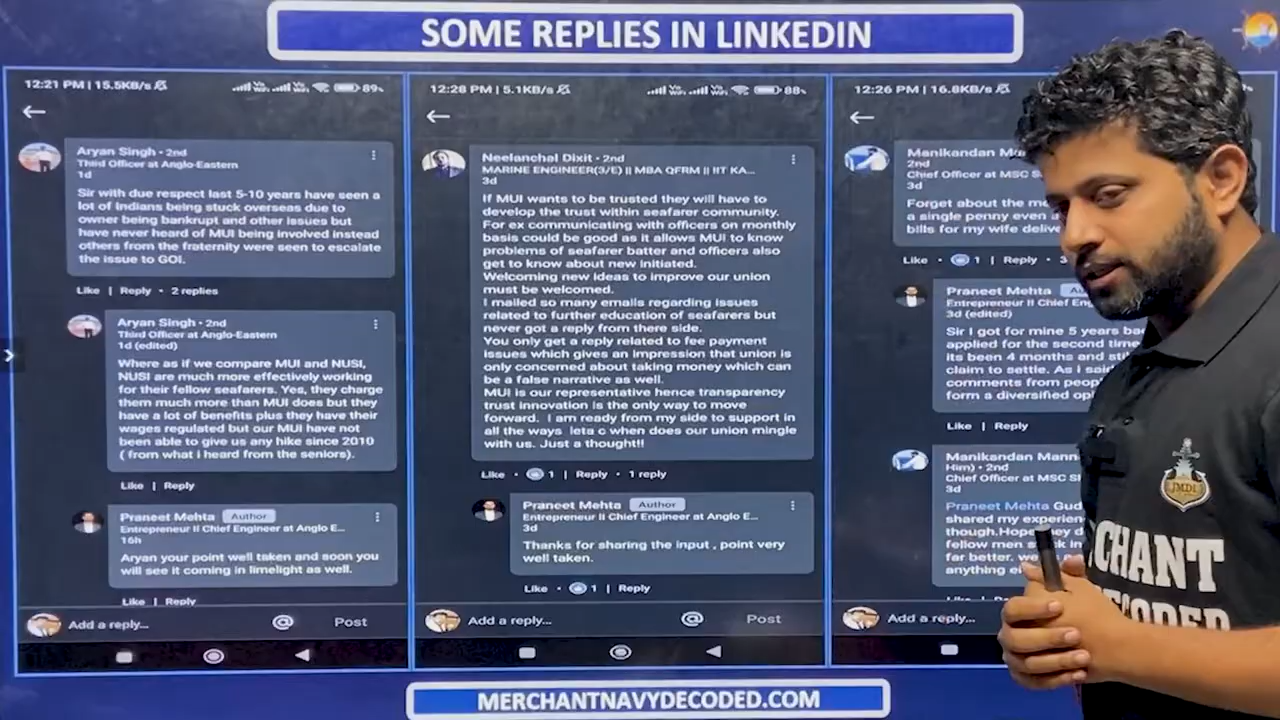 SOME REPLIES IN LINKEDIN
12:21 PM | 15.5KB/s
89%
Aryan Singh • 2nd
Third Officer at Anglo-Eastern
1d
Sir with due respect last 5-10 years have seen a
lot of Indians being stuck overseas due to
owner being bankrupt and other issues but
have never heard of MUI being involved instead
others from the fraternity were seen to escalate
the issue to GOI.
Like | Reply • 2 replies
Aryan Singh • 2nd
Third Officer at Anglo-Eastern
1d (edited)
Where as if we compare MUI and NUSI,
NUSI are much more effectively working
for their fellow seafarers. Yes, they charge
them much more than MUI does but they
have a lot of benefits plus they have their
wages regulated but our MUI have not
been able to give us any hike since 2010
( from what i heard from the seniors).
Like | Reply
Praneet Mehta Author
Entrepreneur II Chief Engineer at Anglo E...
16h
Aryan your point well taken and soon you
will see it coming in limelight as well.
Like | Reply
Add a reply... @ Post
12:28 PM | 5.1KB/s
88%
Neelanchal Dixit • 2nd
MARINE ENGINEER(3/E) || MBA QFRM || IIT KA...
3d
If MUI wants to be trusted they will have to
develop the trust within seafarer community.
For ex communicating with officers on monthly
basis could be good as it allows MUI to know
problems of seafarer batter and officers also
get to know about new initiated.
Welcoming new ideas to improve our union
must be welcomed.
I mailed so many emails regarding issues
related to further education of seafarers but
never got a reply from there side.
You only get a reply related to fee payment
issues which gives an impression that union is
only concerned about taking money which can
be a false narrative as well.
MUI is our representative hence transparency
trust innovation is the only way to move
forward. I am ready from my side to support in
all the ways leta c when does our union mingle
with us. Just a thought!!
Like • 1 | Reply • 1 reply
Praneet Mehta Author
Entrepreneur II Chief Engineer at Anglo E...
3d
Thanks for sharing the input , point very
well taken.
Like • 1 | Reply
Add a reply... @ Post
12:26 PM | 16.8KB/s
Manikandan
2nd
Chief Officer at MSC
3d
Forget about the
a single penny even
bills for my wife
Like • 1 | Reply •
Praneet Mehta
Entrepreneur II Chief
3d (edited)
Sir I got for mine 5 years
applied for the second time
its been 4 months and
claim to settle. As I
comments from
form a diversified
Like | Reply
Manikandan
Him) • 2nd
Chief Officer at MSC
3d
Praneet Mehta
shared my
though.
fellow men in
far better.
anything
Add a reply...
JMDI
CHANT
MERCHANTNAVYDECODED.COM